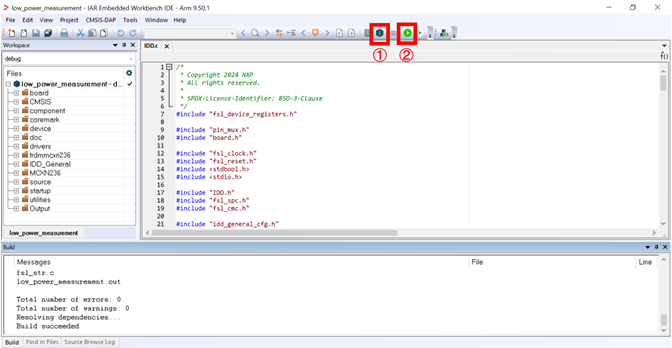 low_power_measurement - IAR Embedded Workbench IDE - Arm 9.50.1
File Edit View Project CMSIS-DAP Tools Window Help
① ②
Workspace
debug
Files
low_power_measurement - d...
board
CMSIS
component
coremark
device
doc
drivers
frdmmcxn236
IDD_General
MCXN236
source
startup
utilities
Output
low_power_measurement
IDD.c
f()
1 /*
2 * Copyright 2024 NXP
3 * All rights reserved.
4 *
5 * SPDX-License-Identifier: BSD-3-Clause
6 */
7 #include "fsl_device_registers.h"
8
9 #include "pin_mux.h"
10 #include "board.h"
11
12 #include "fsl_clock.h"
13 #include "fsl_reset.h"
14 #include <stdbool.h>
15 #include <stdio.h>
16
17 #include "IDD.h"
18 #include "fsl_spc.h"
19 #include "fsl_cmc.h"
20
21 #include "idd_general_cfg.h"
Build
Messages File Line
fsl_str.c
low_power_measurement.out
Total number of errors: 0
Total number of warnings: 0
Resolving dependencies...
Build succeeded
Build Find in Files Source Browse Log